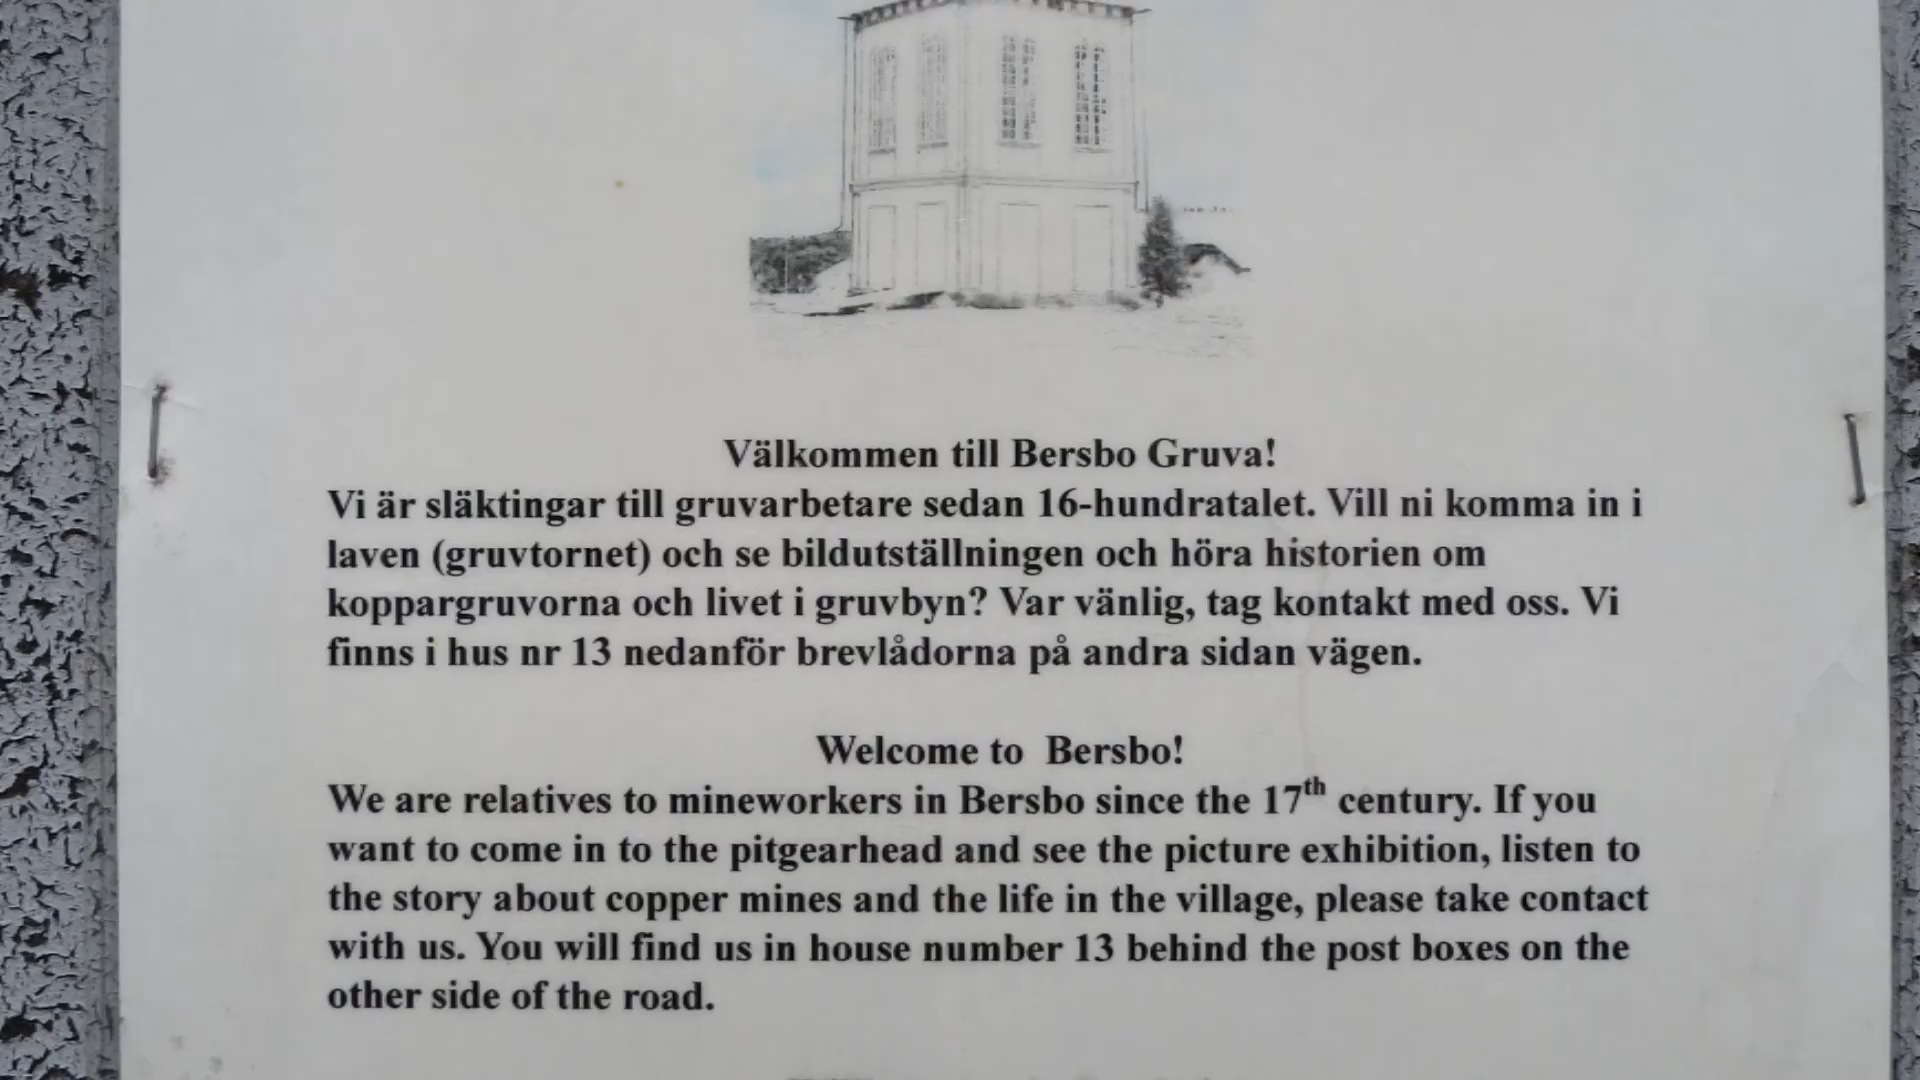 Välkommen till Bersbo Gruva!
Vi är släktingar till gruvarbetare sedan 16-hundratalet. Vill ni komma in i
laven (gruvtornet) och se bildutställningen och höra historien om
koppargruvorna och livet i gruvbyn? Var vänlig, tag kontakt med oss. Vi
finns i hus nr 13 nedanför brevlådorna på andra sidan vägen.
Welcome to Bersbo!
We are relatives to mineworkers in Bersbo since the 17th century. If you
want to come in to the pitgearhead and see the picture exhibition, listen to
the story about copper mines and the life in the village, please take contact
with us. You will find us in house number 13 behind the post boxes on the
other side of the road.